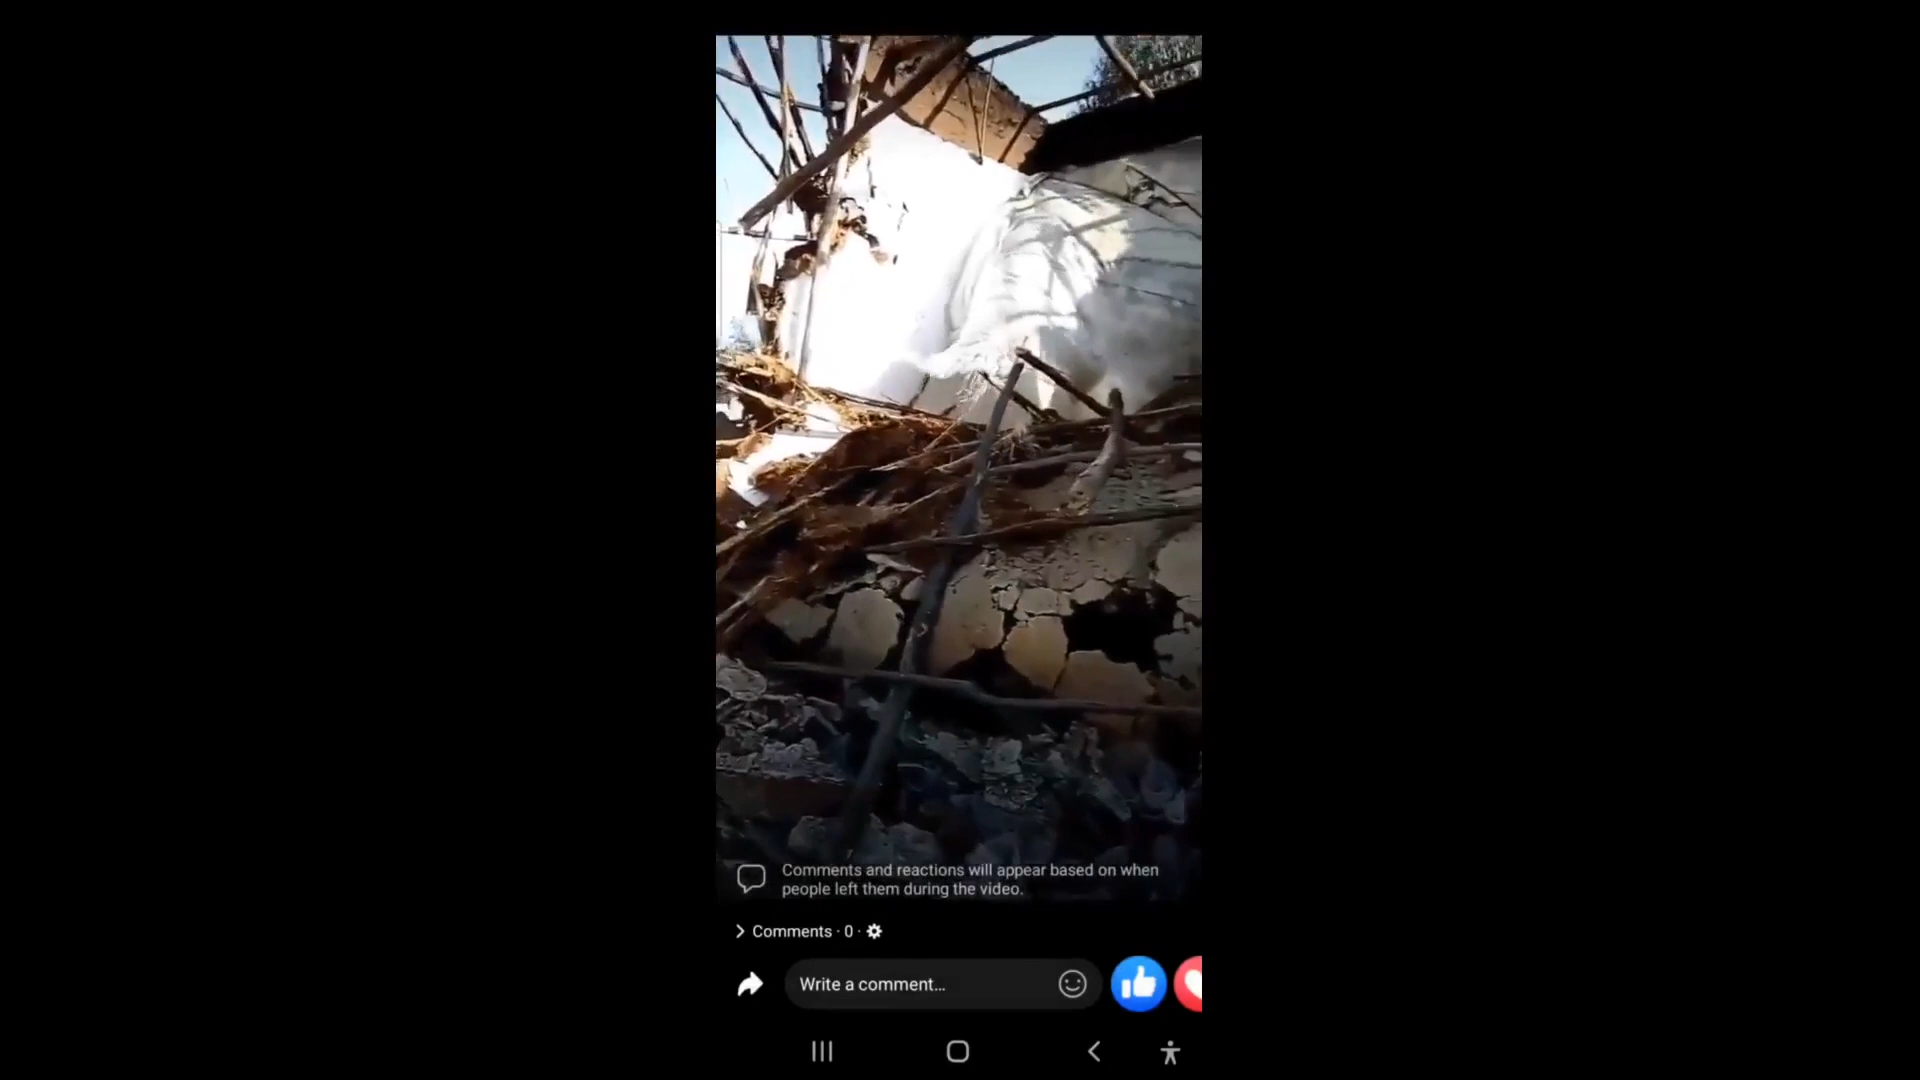 Comments and reactions will appear based on when
people left them during the video.
Comments · 0 ·
Write a comment...